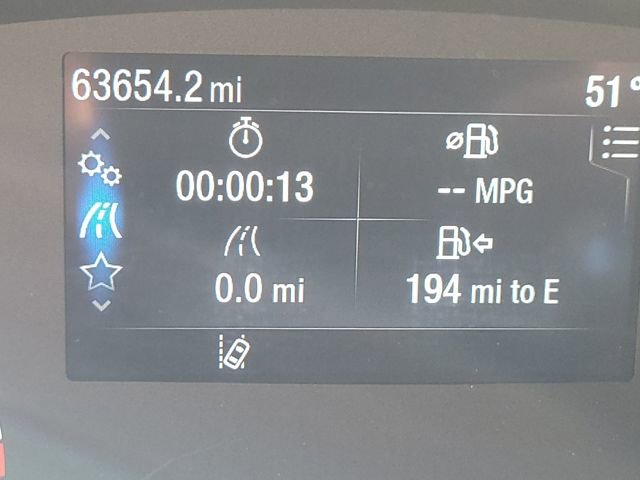 63654.2 mi 51°
00:00:13 -- MPG
0.0 mi 194 mi to E